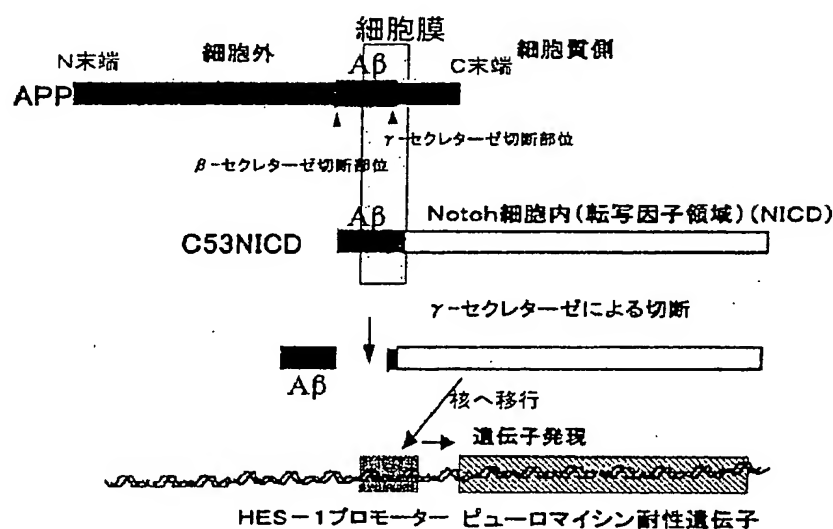 細胞膜
N末端 細胞外 Aβ C末端 細胞質側
APP
γ-セクレターゼ切断部位
β-セクレターゼ切断部位
Aβ Notch細胞内(転写因子領域)(NICD)
C53NICD
γ-セクレターゼによる切断
Aβ
核へ移行
遺伝子発現
HES-1プロモーター ピューロマイシン耐性遺伝子